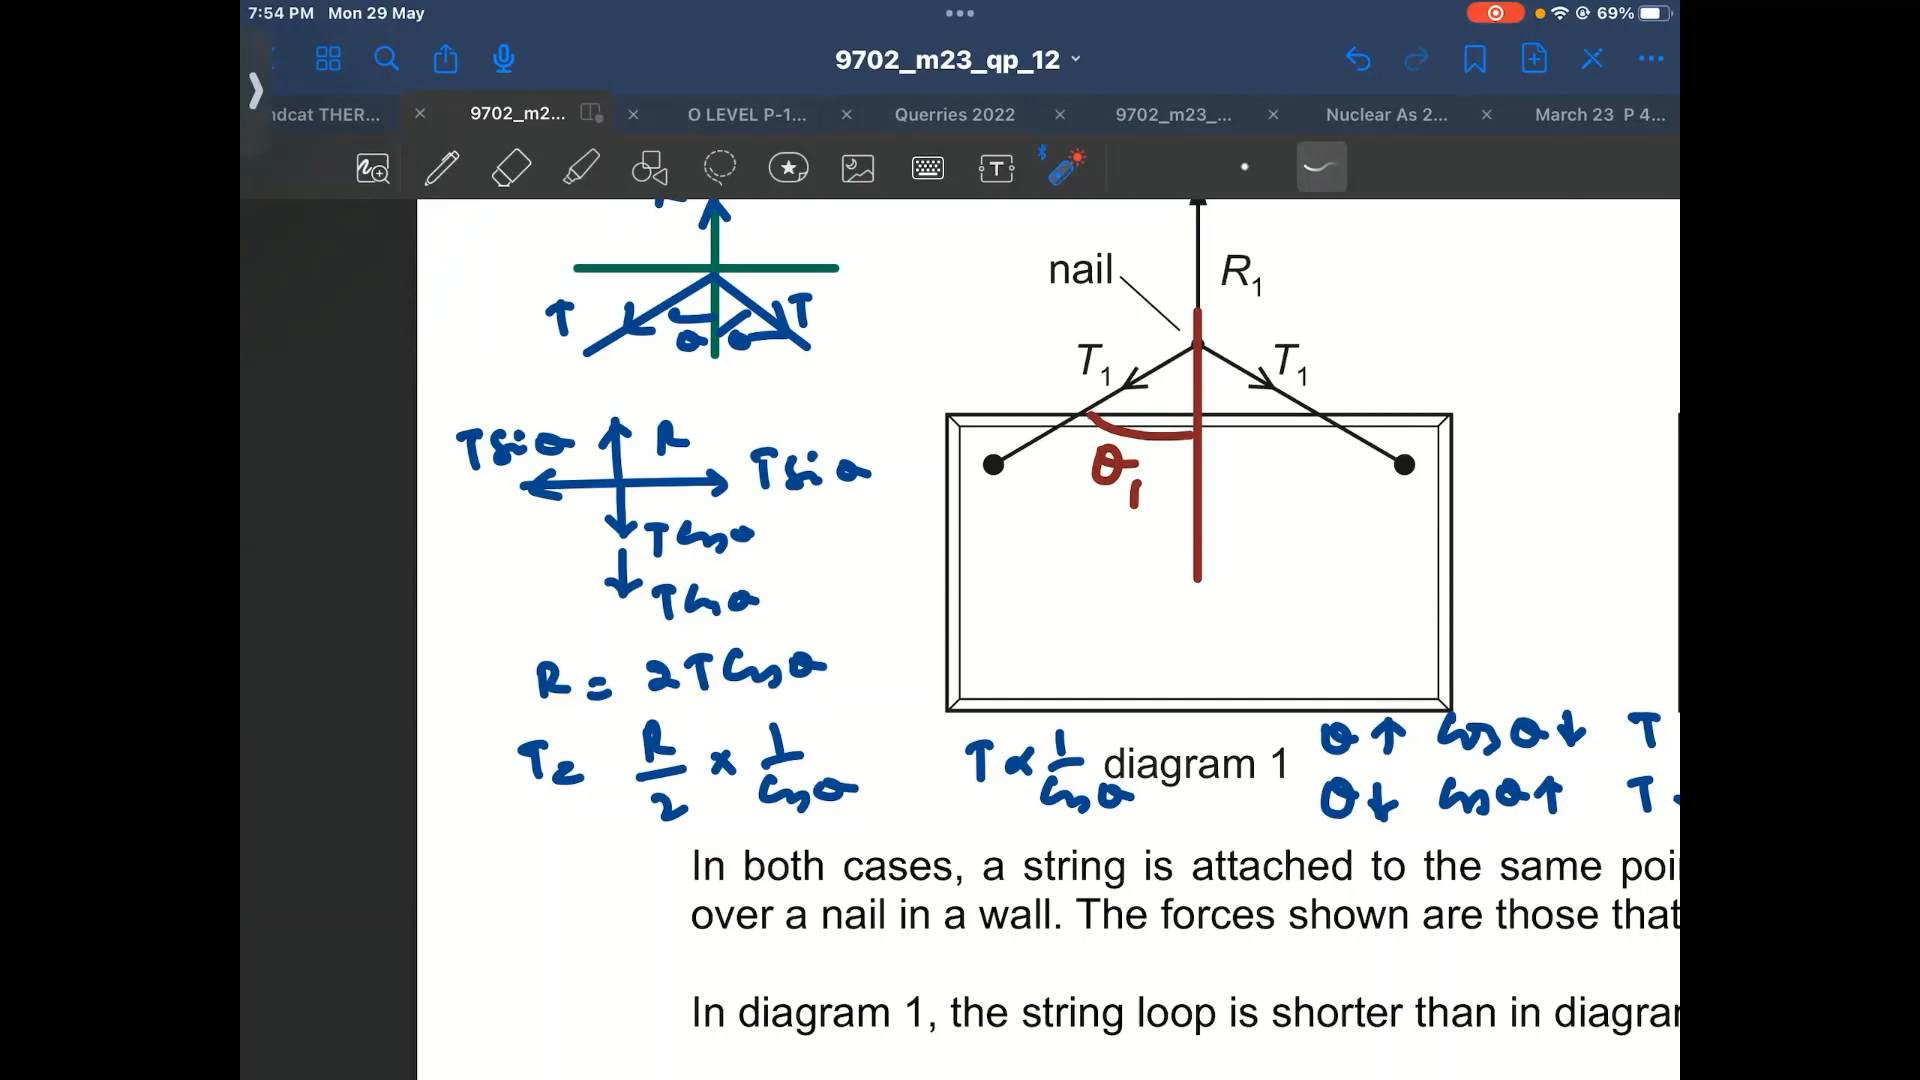 7:54 PM Mon 29 May
69%
9702_m23_qp_12
ndcat THER...
9702_m2...
O LEVEL P-1...
Querries 2022
9702_m23_...
Nuclear As 2...
March 23 P 4...
T T
θ θ
nail R₁
T₁ T₁
θ₁
T sin θ R T sin θ
T cos θ
T cos θ
R = 2T cos θ
T = R/2 × 1/cos θ
T ∝ 1/cos θ
diagram 1
θ ↑ cos θ ↓ T
θ ↓ cos θ ↑ T
In both cases, a string is attached to the same poi
over a nail in a wall. The forces shown are those that
In diagram 1, the string loop is shorter than in diagra